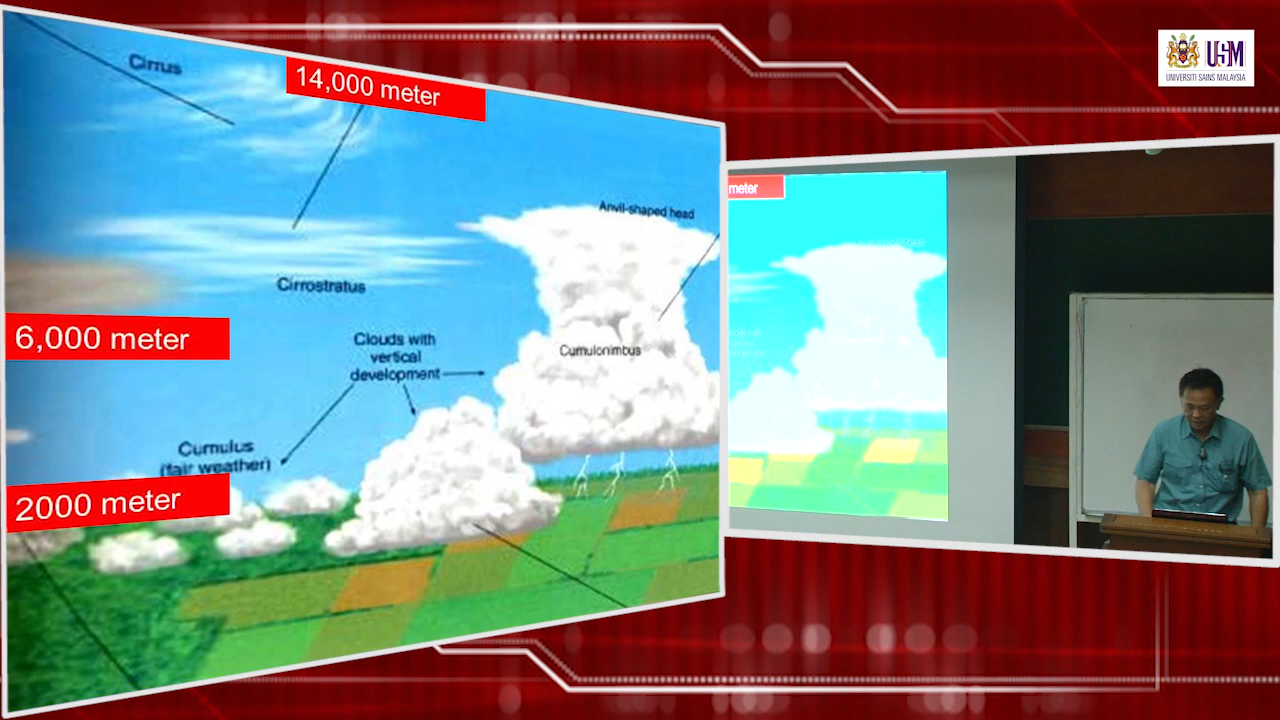 Cirrus
14,000 meter
Anvil-shaped head
Cirrostratus
6,000 meter
Clouds with
vertical
development
Cumulonimbus
Cumulus
(fair weather)
2000 meter
meter
USM
UNIVERSITI SAINS MALAYSIA